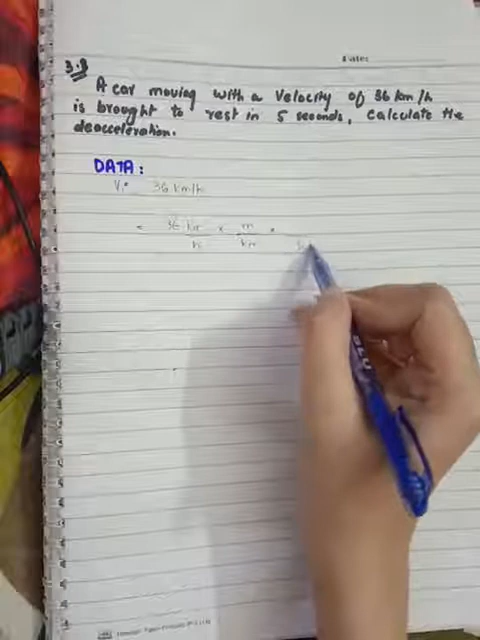 3.8
A car moving with a Velocity of 36 km/h
is brought to rest in 5 seconds, Calculate the
deacceleration.
DATA:
Vi = 36 km/h
= 36 km/h × m/km ×